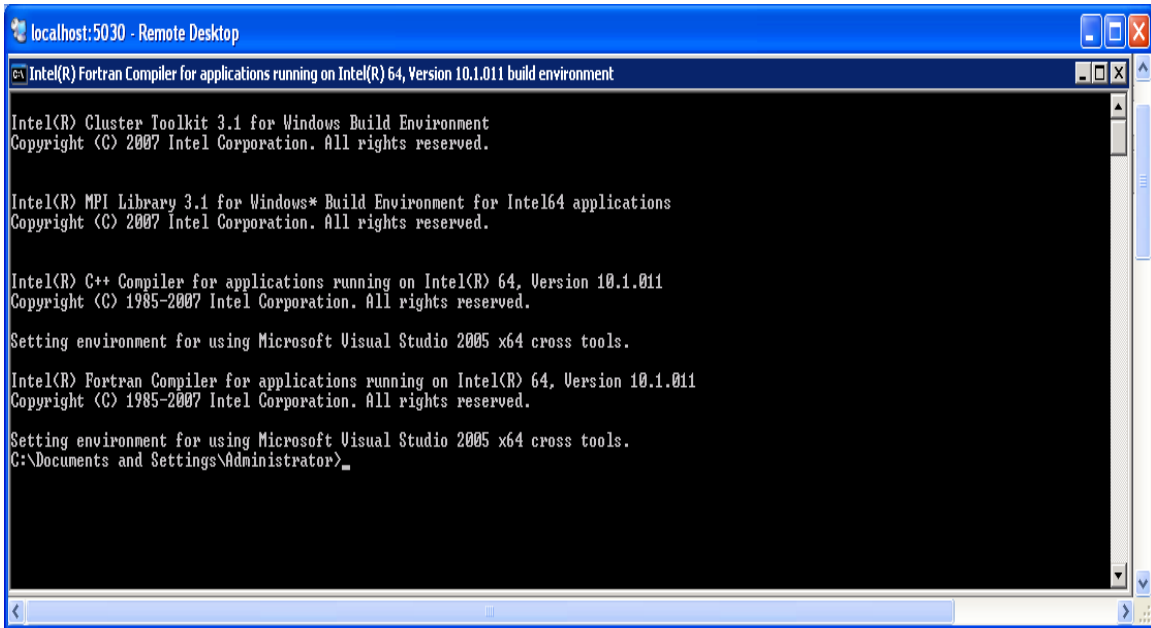 localhost:5030 - Remote Desktop
Intel(R) Fortran Compiler for applications running on Intel(R) 64, Version 10.1.011 build environment
Intel(R) Cluster Toolkit 3.1 for Windows Build Environment
Copyright (C) 2007 Intel Corporation. All rights reserved.
Intel(R) MPI Library 3.1 for Windows* Build Environment for Intel64 applications
Copyright (C) 2007 Intel Corporation. All rights reserved.
Intel(R) C++ Compiler for applications running on Intel(R) 64, Version 10.1.011
Copyright (C) 1985-2007 Intel Corporation. All rights reserved.
Setting environment for using Microsoft Visual Studio 2005 x64 cross tools.
Intel(R) Fortran Compiler for applications running on Intel(R) 64, Version 10.1.011
Copyright (C) 1985-2007 Intel Corporation. All rights reserved.
Setting environment for using Microsoft Visual Studio 2005 x64 cross tools.
C:\Documents and Settings\Administrator>_